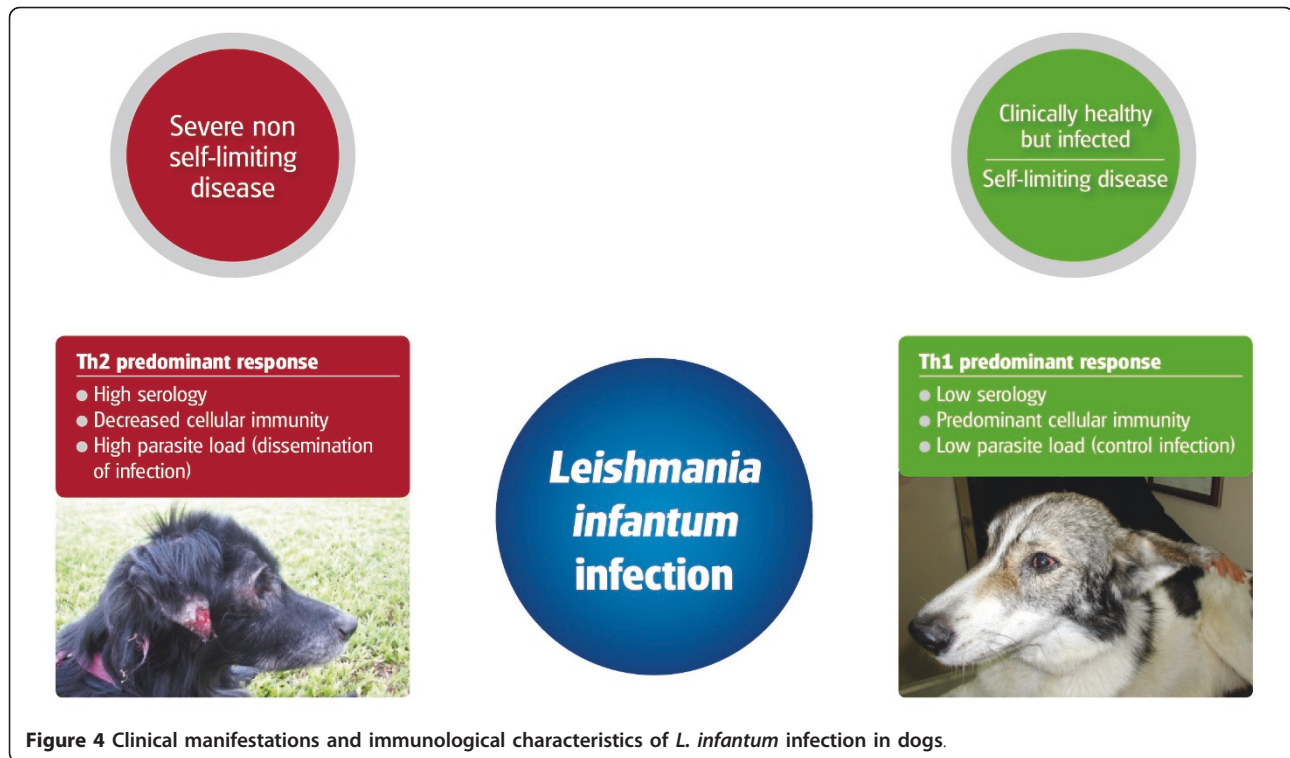 Severe non
self-limiting
disease
Clinically healthy
but infected
Self-limiting disease
Th2 predominant response
● High serology
● Decreased cellular immunity
● High parasite load (dissemination
of infection)
Leishmania
infantum
infection
Th1 predominant response
● Low serology
● Predominant cellular immunity
● Low parasite load (control infection)
Figure 4 Clinical manifestations and immunological characteristics of L. infantum infection in dogs.